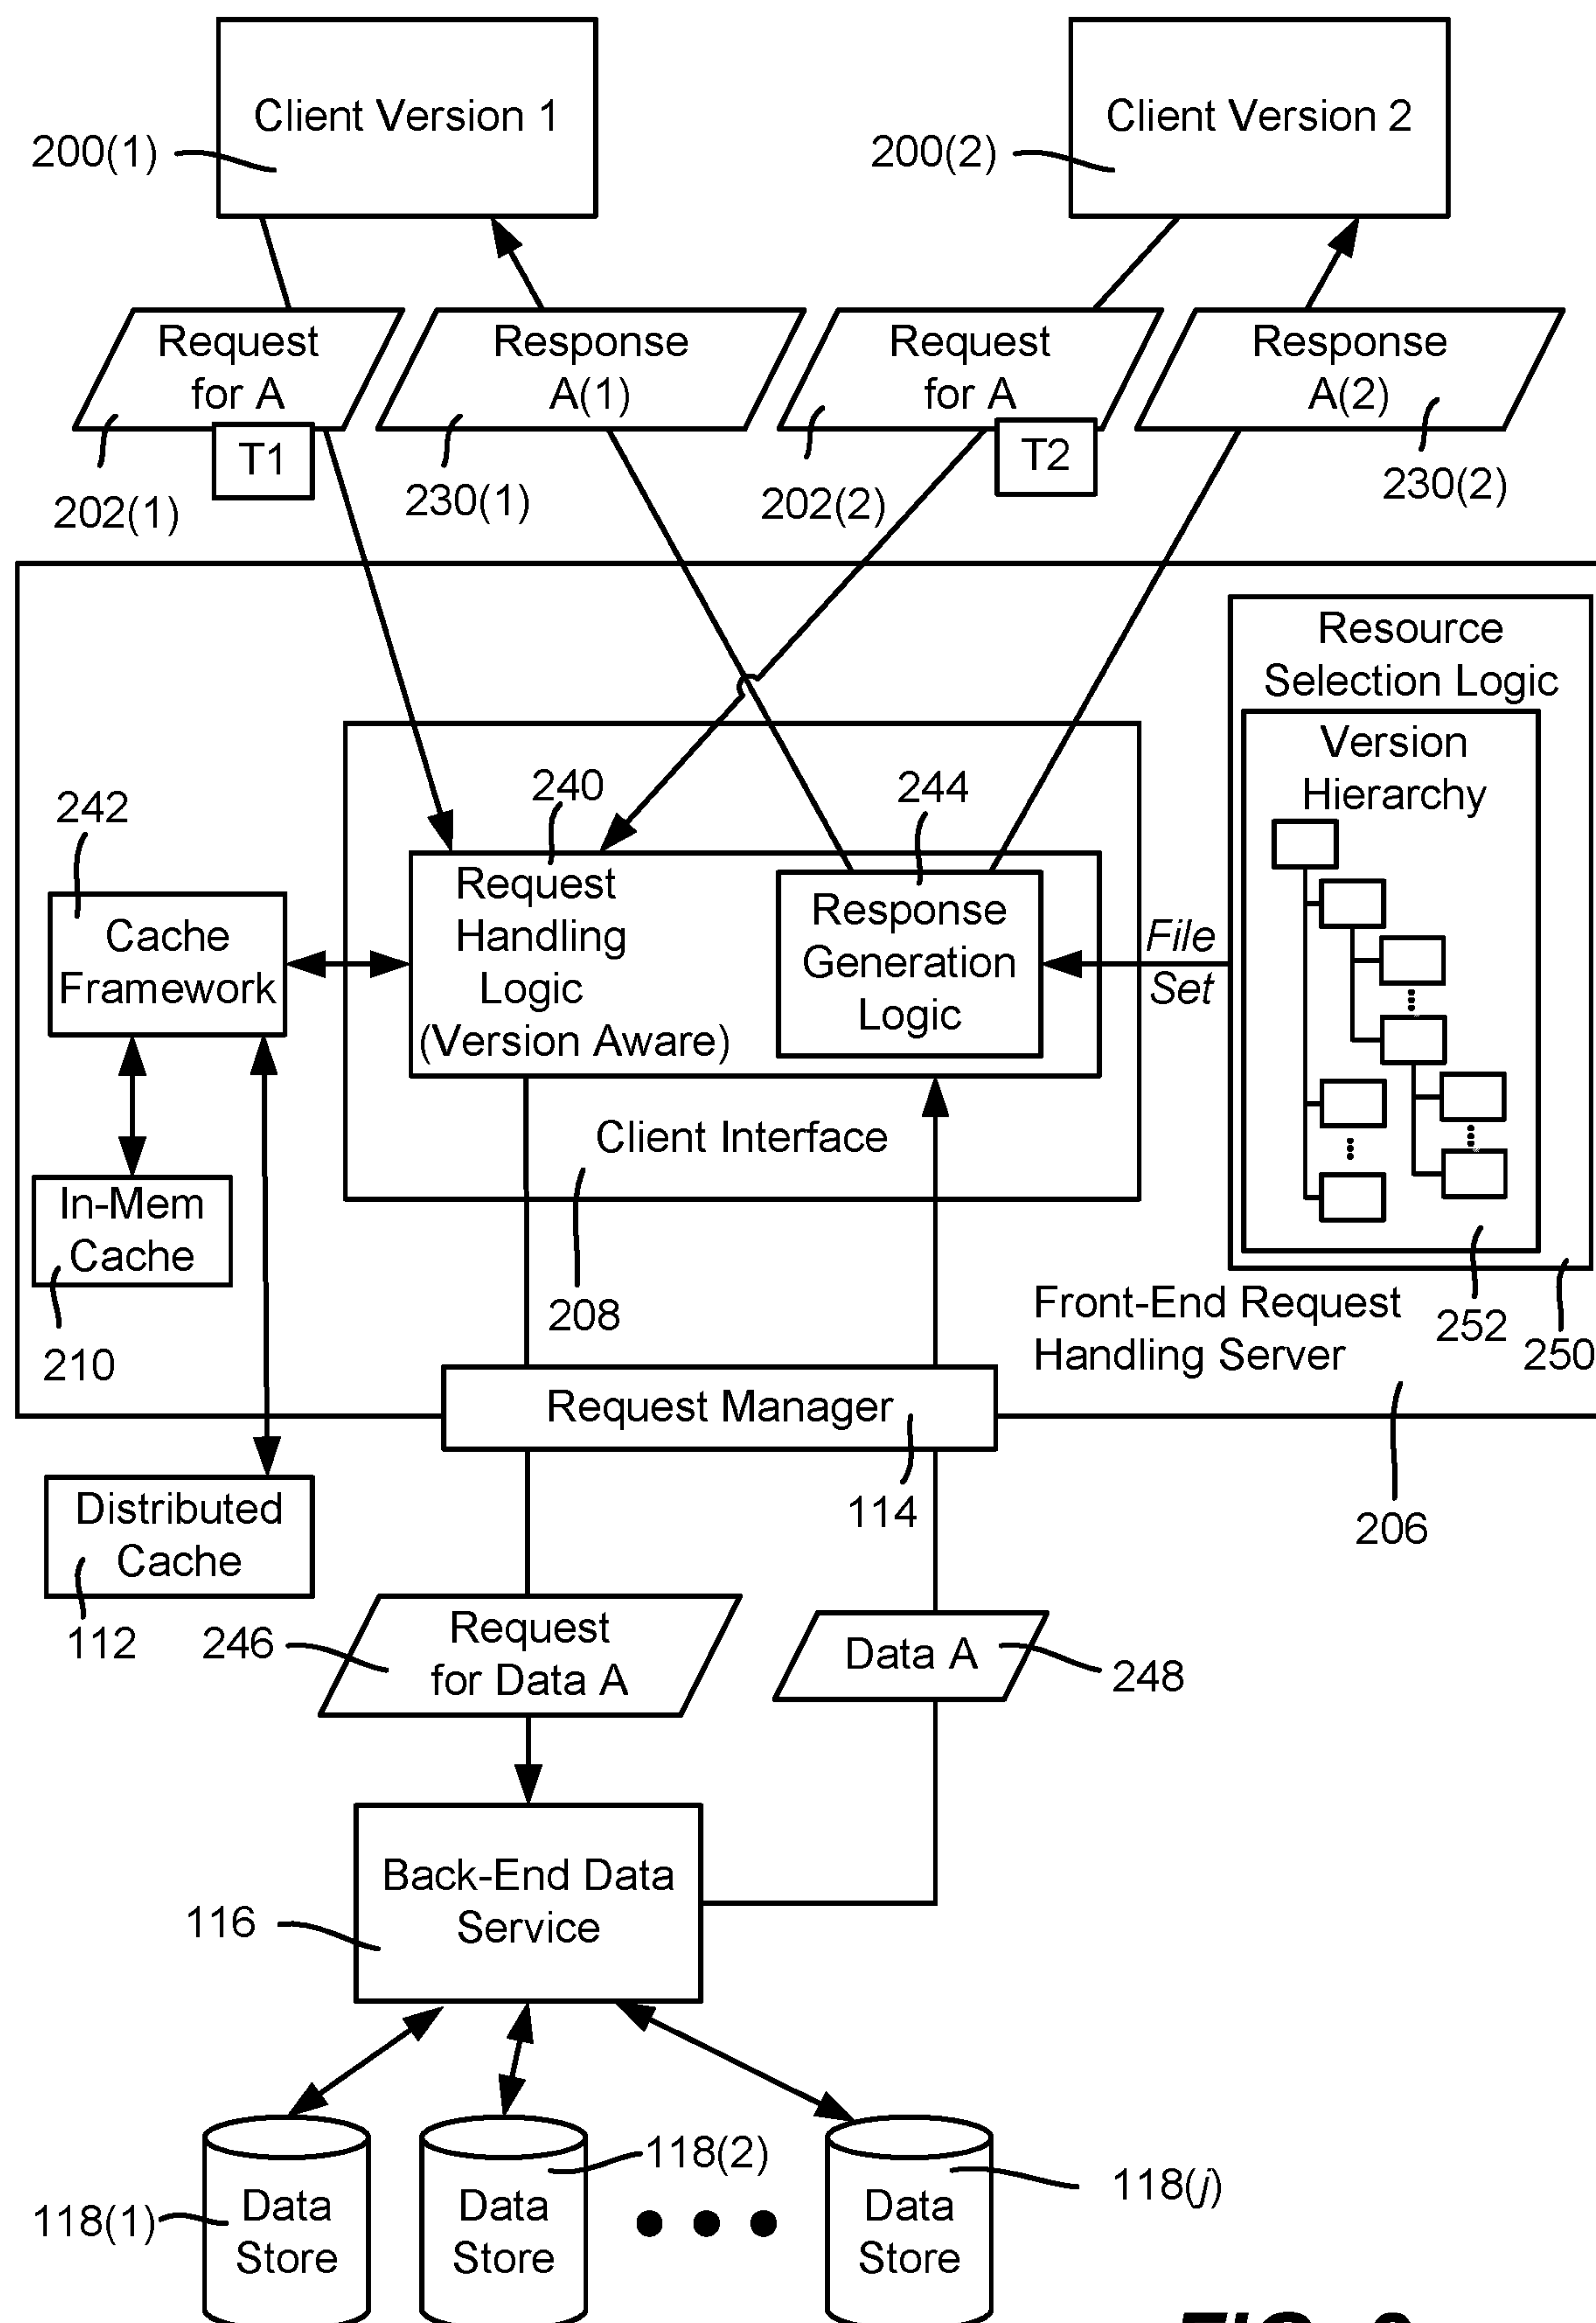 Client Version 1
200(1)
Client Version 2
200(2)
Request
for A
T1
202(1)
Response
A(1)
230(1)
Request
for A
T2
202(2)
Response
A(2)
230(2)
Resource
Selection Logic
Version
Hierarchy
242
240
244
Cache
Framework
Request
Handling
Logic
(Version Aware)
Response
Generation
Logic
File
Set
Client Interface
In-Mem
Cache
210
208
Front-End Request
Handling Server
252
250
Request Manager
114
206
Distributed
Cache
112
246
Request
for Data A
Data A
248
Back-End Data
Service
116
118(1)
Data
Store
118(2)
Data
Store
118(j)
Data
Store